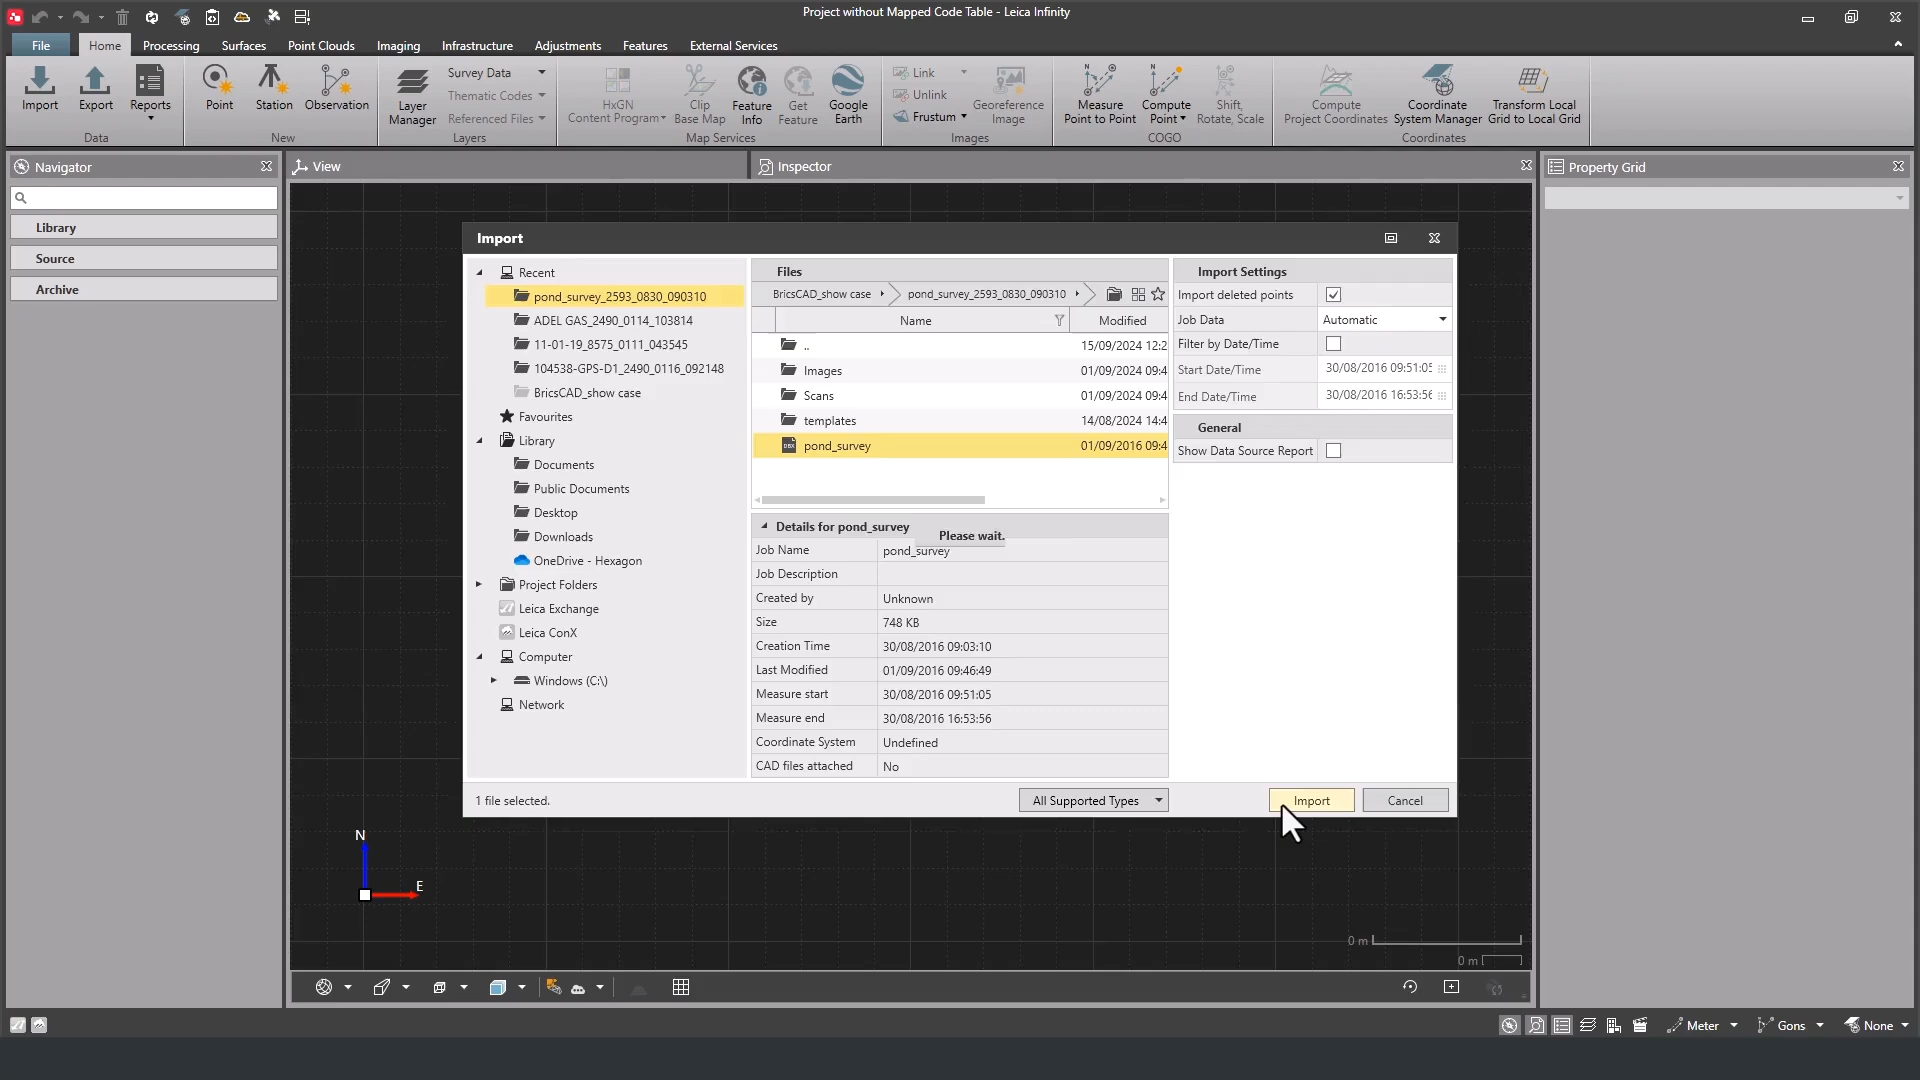 Project without Mapped Code Table - Leica Infinity
File Home Processing Surfaces Point Clouds Imaging Infrastructure Adjustments Features External Services
Import Export Reports
Data
Point Station Observation
New
Layer Manager
Survey Data
Thematic Codes
Referenced Files
Layers
HxGN Content Program
Clip Base Map
Feature Info
Get Feature
Google Earth
Map Services
Link
Unlink
Frustum
Georeference Image
Images
Measure Point to Point
Compute Point
Shift, Rotate, Scale
COGO
Compute Project Coordinates
Coordinate System Manager
Transform Local Grid to Local Grid
Coordinates
Navigator
Library
Source
Archive
View
Inspector
Property Grid
Import
Recent
pond_survey_2593_0830_090310
ADEL GAS_2490_0114_103814
11-01-19_8575_0111_043545
104538-GPS-D1_2490_0116_092148
BricsCAD_show case
Favourites
Library
Documents
Public Documents
Desktop
Downloads
OneDrive - Hexagon
Project Folders
Leica Exchange
Leica ConX
Computer
Windows (C:\)
Network
Files
BricsCAD_show case pond_survey_2593_0830_090310
Name Modified
.. 15/09/2024 12:2
Images 01/09/2024 09:4
Scans 01/09/2024 09:4
templates 14/08/2024 14:4
DBX pond_survey 01/09/2016 09:4
Details for pond_survey
Please wait.
Job Name pond_survey
Job Description
Created by Unknown
Size 748 KB
Creation Time 30/08/2016 09:03:10
Last Modified 01/09/2016 09:46:49
Measure start 30/08/2016 09:51:05
Measure end 30/08/2016 16:53:56
Coordinate System Undefined
CAD files attached No
Import Settings
Import deleted points
Job Data Automatic
Filter by Date/Time
Start Date/Time 30/08/2016 09:51:05
End Date/Time 30/08/2016 16:53:56
General
Show Data Source Report
1 file selected.
All Supported Types
Import
Cancel
N
E
0 m
0 m
Meter Gons None